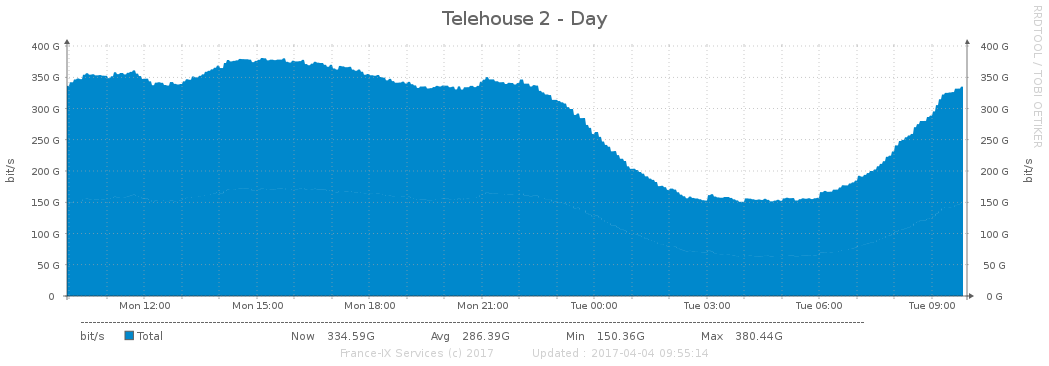 Telehouse 2 - Day
RRDTOOL / TOBI OETIKER
bit/s
400 G 400 G
350 G 350 G
300 G 300 G
250 G 250 G
200 G 200 G
150 G 150 G
100 G 100 G
50 G 50 G
0 0 G
bit/s
Mon 12:00 Mon 15:00 Mon 18:00 Mon 21:00 Tue 00:00 Tue 03:00 Tue 06:00 Tue 09:00
bit/s Total Now 334.59G Avg 286.39G Min 150.36G Max 380.44G
France-IX Services (c) 2017 Updated : 2017-04-04 09:55:14